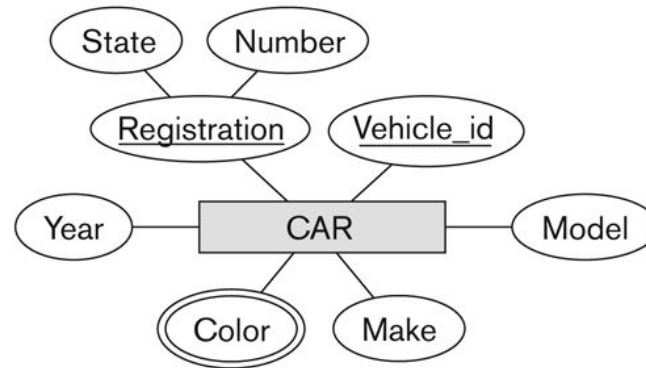 State
Number
Registration
Vehicle_id
Year
CAR
Model
Color
Make